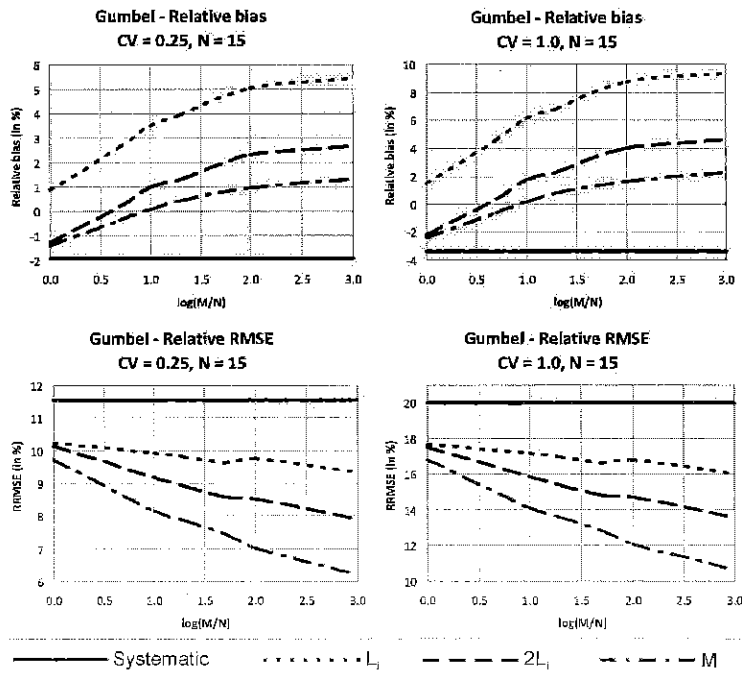 Gumbel - Relative bias
CV = 0.25, N = 15
Relative bias (in %)
6
5
4
3
2
1
0
-1
-2
0.0 0.5 1.0 1.5 2.0 2.5 3.0
log(M/N)
Gumbel - Relative bias
CV = 1.0, N = 15
Relative bias (in %)
10
8
6
4
2
0
-2
-4
0.0 0.5 1.0 1.5 2.0 2.5 3.0
log(M/N)
Gumbel - Relative RMSE
CV = 0.25, N = 15
RRMSE (in %)
12
11
10
9
8
7
6
0.0 0.5 1.0 1.5 2.0 2.5 3.0
log(M/N)
Gumbel - Relative RMSE
CV = 1.0, N = 15
RRMSE (in %)
20
18
16
14
12
10
0.0 0.5 1.0 1.5 2.0 2.5 3.0
log(M/N)
Systematic Li 2Li M